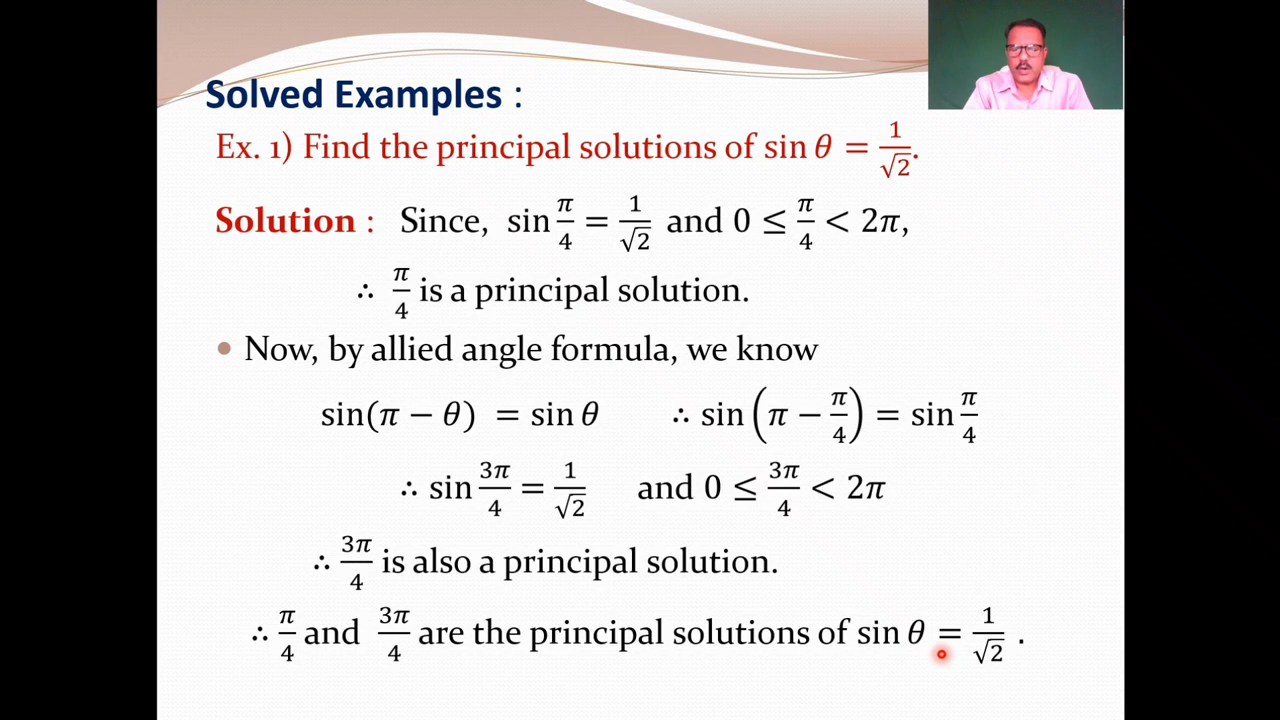 Solved Examples :
Ex. 1) Find the principal solutions of sin θ = 1/√2.
Solution : Since, sin π/4 = 1/√2 and 0 ≤ π/4 < 2π,
∴ π/4 is a principal solution.
• Now, by allied angle formula, we know
sin(π − θ) = sin θ ∴ sin(π − π/4) = sin π/4
∴ sin 3π/4 = 1/√2 and 0 ≤ 3π/4 < 2π
∴ 3π/4 is also a principal solution.
∴ π/4 and 3π/4 are the principal solutions of sin θ = 1/√2 .